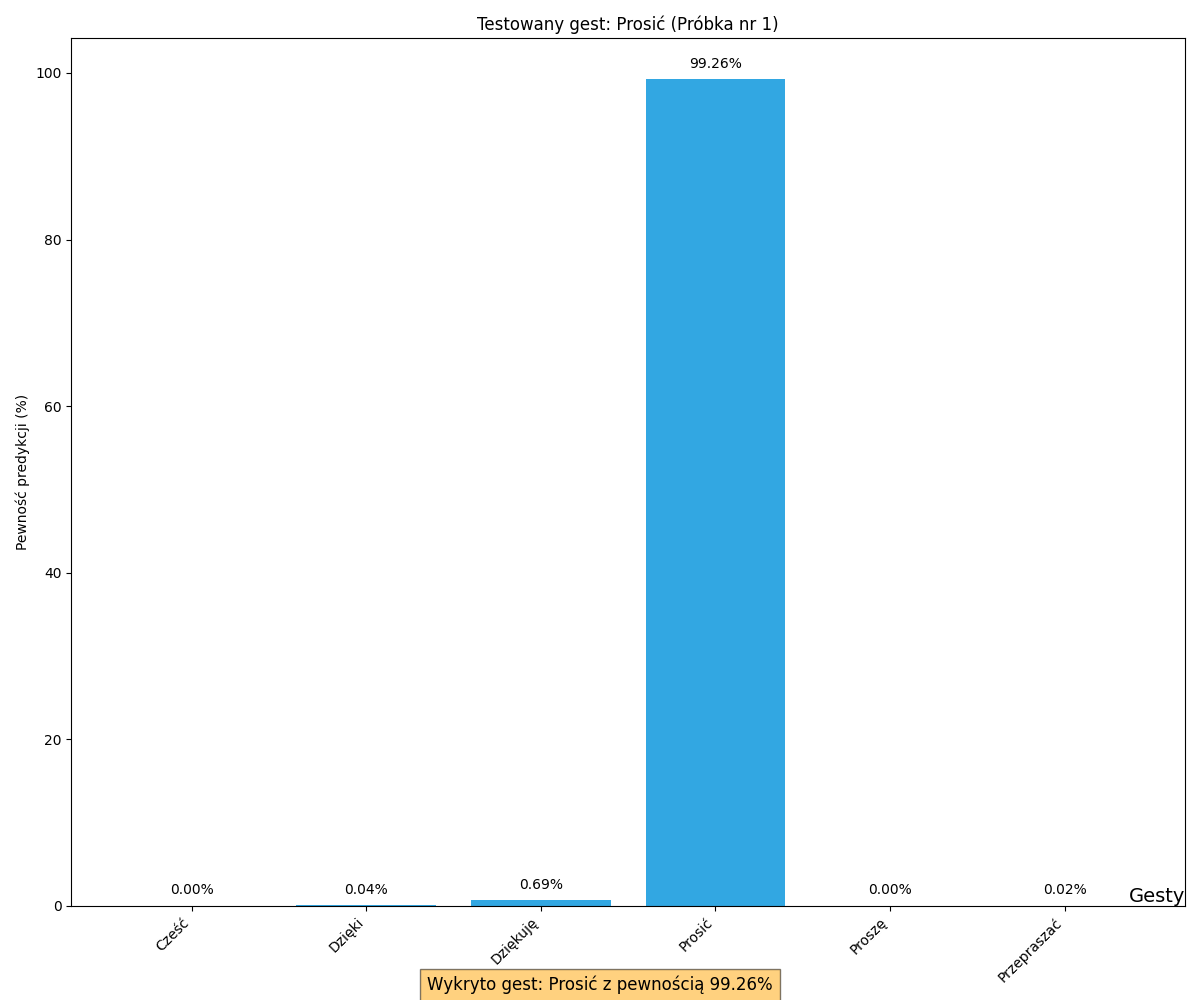 Testowany gest: Prosić (Próbka nr 1)
99.26%
100
80
60
40
20
0
Pewność predykcji (%)
0.00%
0.04%
0.69%
0.00%
0.02%
Gesty
Cześć
Dzięki
Dziękuję
Prosić
Proszę
Przepraszać
Wykryto gest: Prosić z pewnością 99.26%